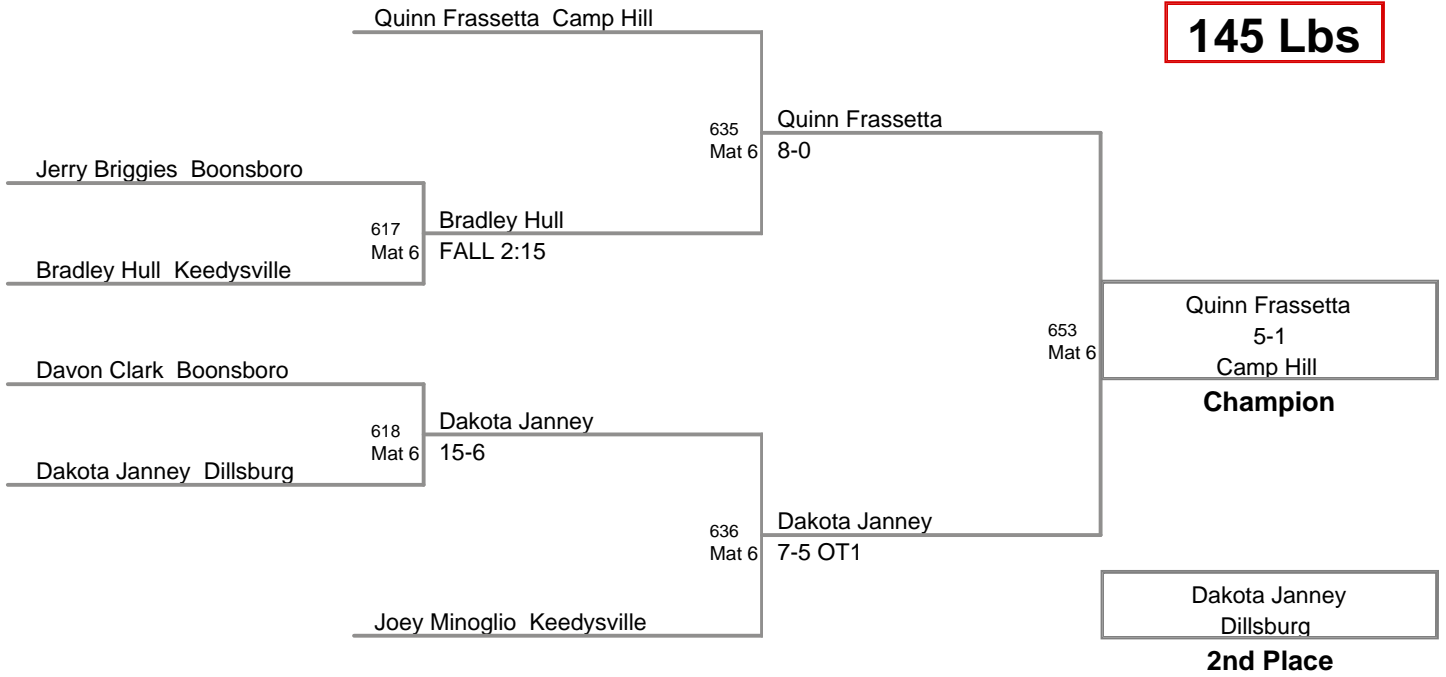 Quinn Frassetta Camp Hill
145 Lbs
635
Mat 6
Quinn Frassetta
8-0
Jerry Briggies Boonsboro
617
Mat 6
Bradley Hull
FALL 2:15
Bradley Hull Keedysville
653
Mat 6
Quinn Frassetta
5-1
Camp Hill
Champion
Davon Clark Boonsboro
618
Mat 6
Dakota Janney
15-6
Dakota Janney Dillsburg
636
Mat 6
Dakota Janney
7-5 OT1
Joey Minoglio Keedysville
Dakota Janney
Dillsburg
2nd Place